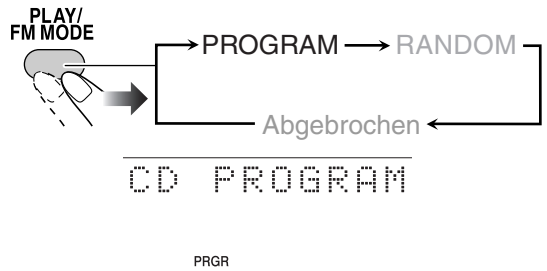 PLAY/
FM MODE
PROGRAM RANDOM
Abgebrochen
CD PROGRAM
PRGR